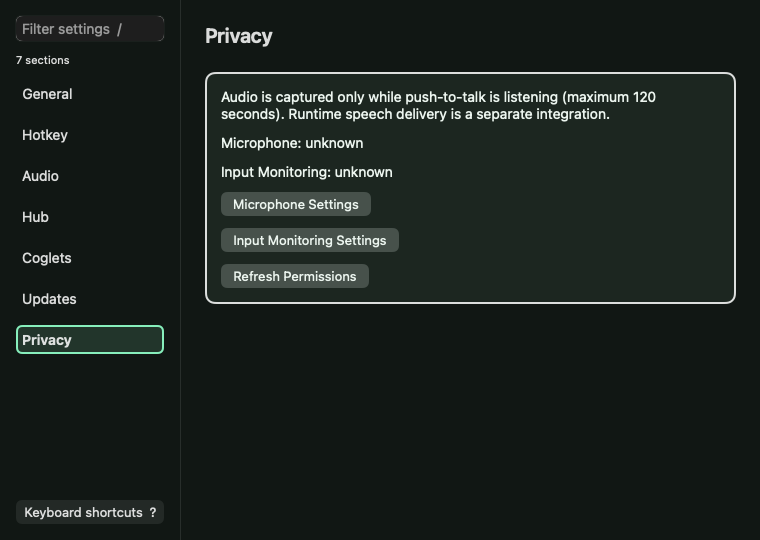 Filter settings /
7 sections
General
Hotkey
Audio
Hub
Coglets
Updates
Privacy
Keyboard shortcuts ?
Privacy
Audio is captured only while push-to-talk is listening (maximum 120
seconds). Runtime speech delivery is a separate integration.
Microphone: unknown
Input Monitoring: unknown
Microphone Settings
Input Monitoring Settings
Refresh Permissions